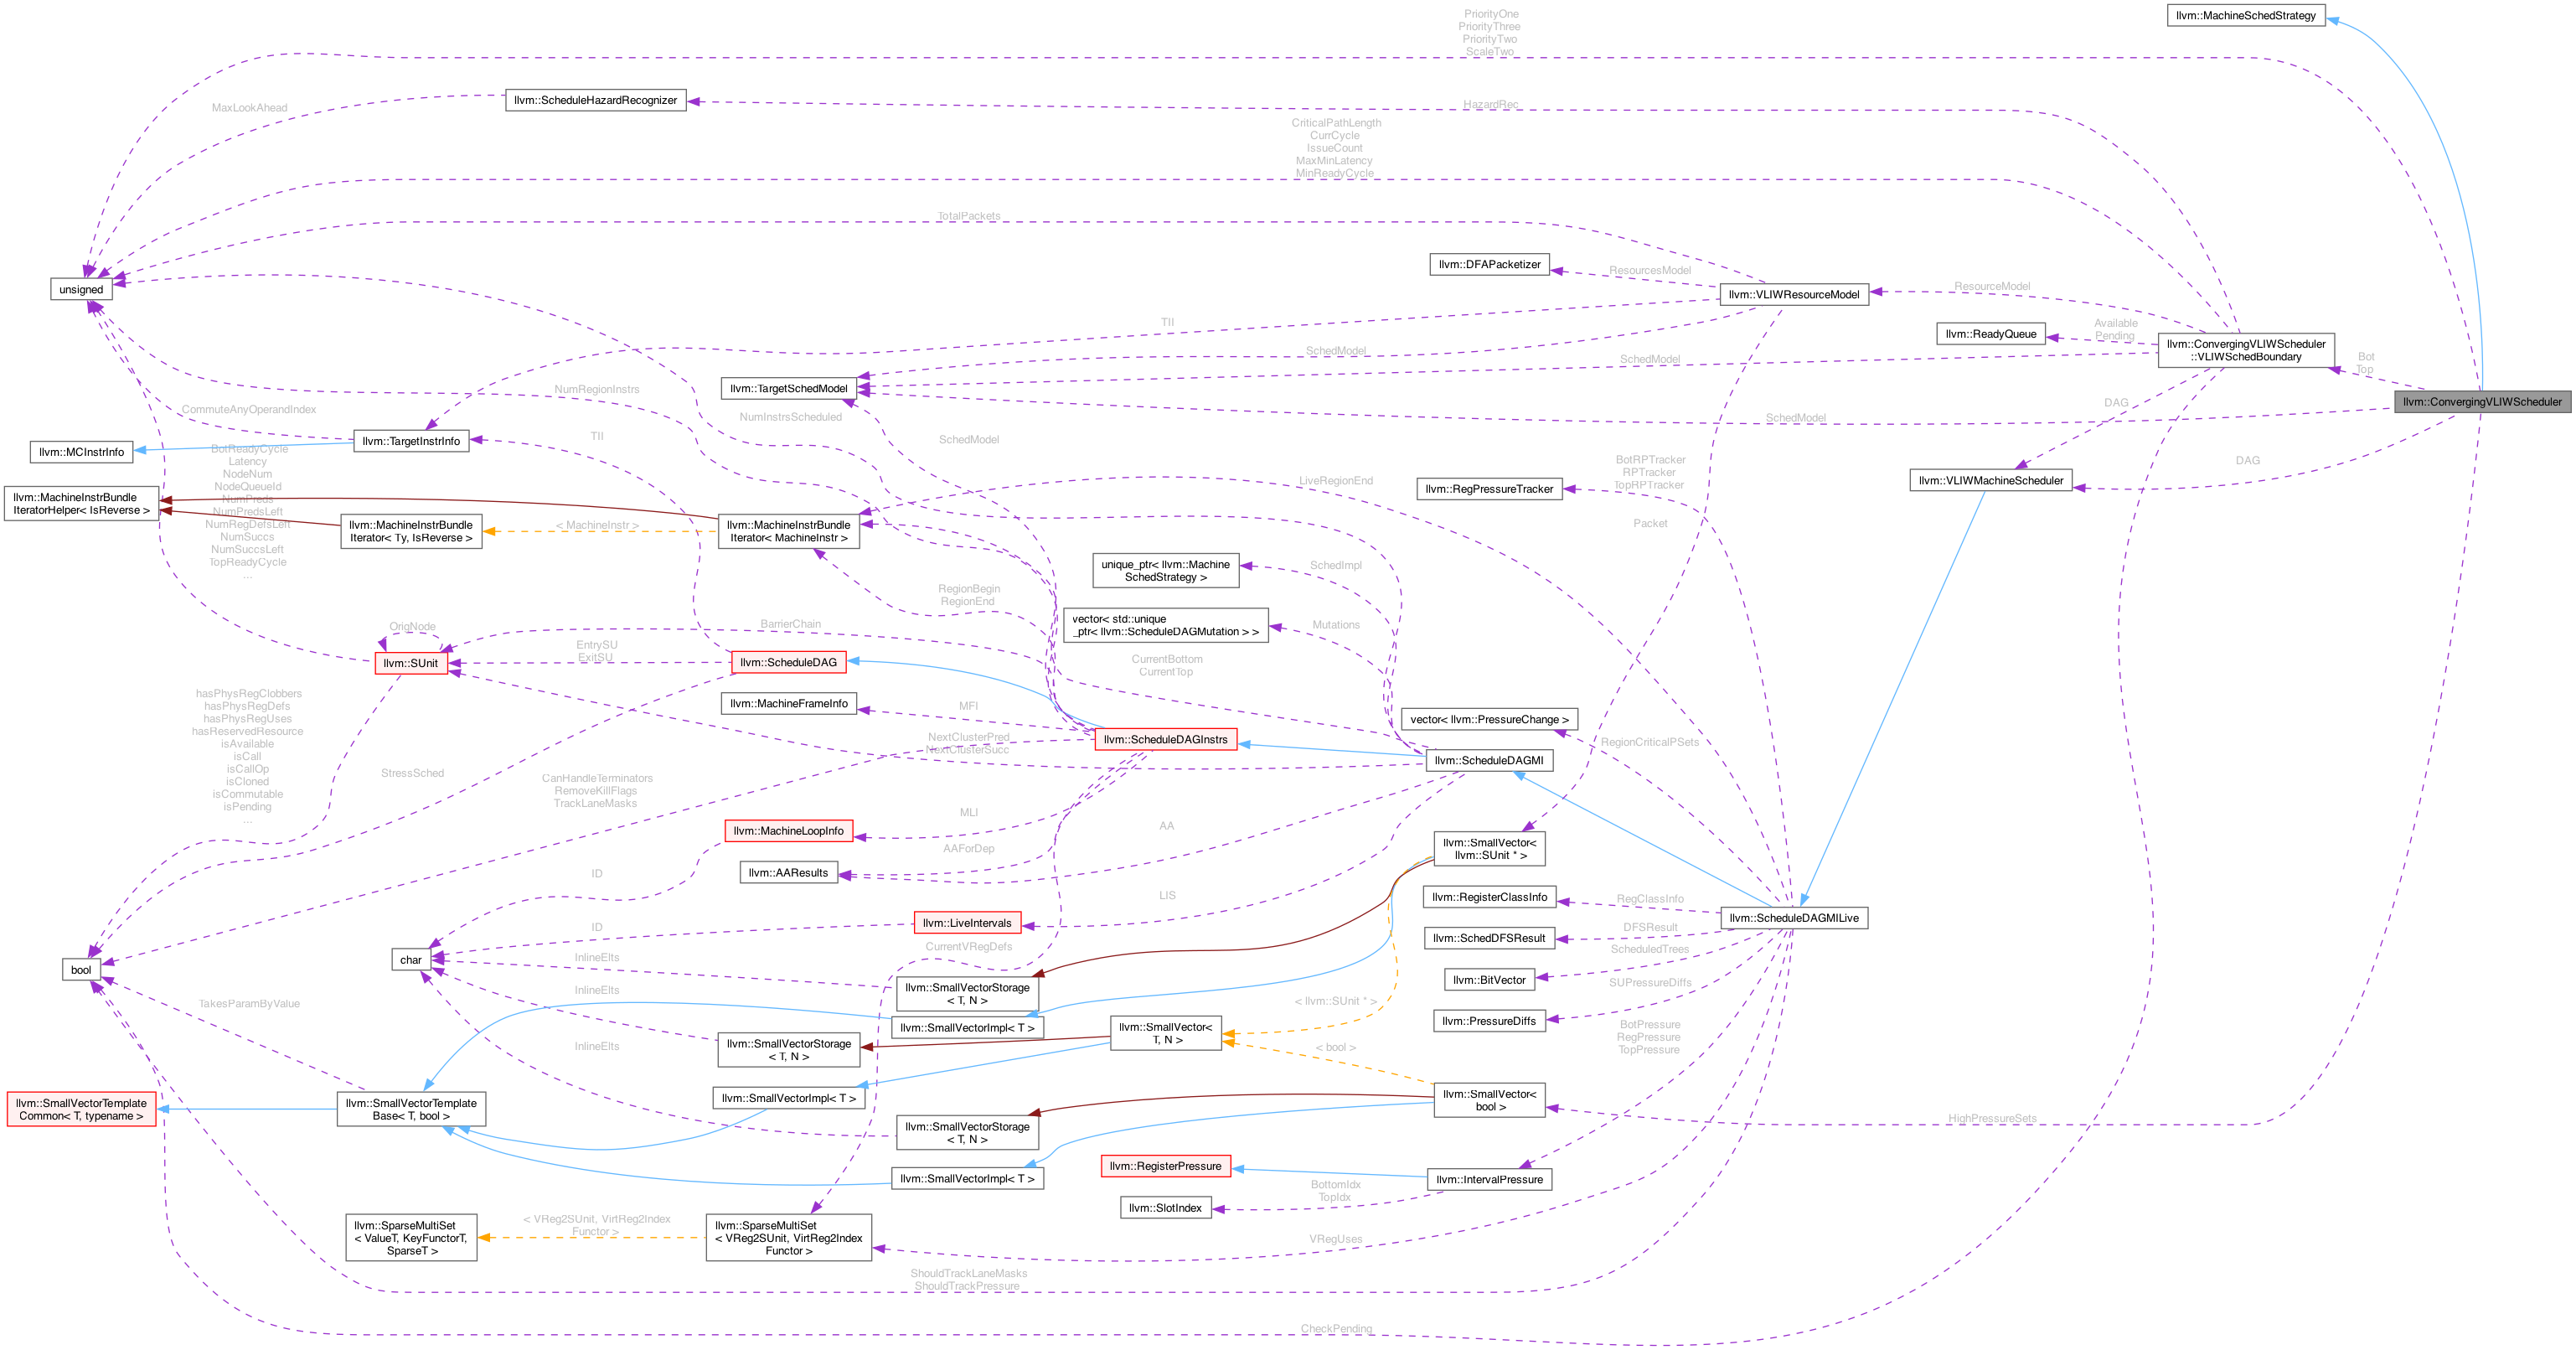 PriorityOne
PriorityThree
PriorityTwo
ScaleTwo
llvm::MachineSchedStrategy
MaxLookAhead
llvm::ScheduleHazardRecognizer
HazardRec
CriticalPathLength
CurrCycle
IssueCount
MaxMinLatency
MinReadyCycle
TotalPackets
unsigned
llvm::DFAPacketizer
ResourcesModel
llvm::VLIWResourceModel
ResourceModel
TII
llvm::ReadyQueue
Available
Pending
llvm::ConvergingVLIWScheduler
::VLIWSchedBoundary
SchedModel
SchedModel
Bot
Top
NumRegionInstrs
llvm::TargetSchedModel
llvm::ConvergingVLIWScheduler
CommuteAnyOperandIndex
NumInstrsScheduled
SchedModel
DAG
TII
SchedModel
llvm::MCInstrInfo
llvm::TargetInstrInfo
BotReadyCycle
Latency
NodeNum
NodeQueueId
NumPreds
NumPredsLeft
NumRegDefsLeft
NumSuccs
NumSuccsLeft
TopReadyCycle
...
BotRPTracker
RPTracker
TopRPTracker
DAG
LiveRegionEnd
llvm::RegPressureTracker
llvm::VLIWMachineScheduler
llvm::MachineInstrBundle
IteratorHelper< IsReverse >
llvm::MachineInstrBundle
Iterator< Ty, IsReverse >
< MachineInstr >
llvm::MachineInstrBundle
Iterator< MachineInstr >
Packet
unique_ptr< llvm::Machine
SchedStrategy >
SchedImpl
RegionBegin
RegionEnd
vector< std::unique
_ptr< llvm::ScheduleDAGMutation > >
Mutations
OrigNode
BarrierChain
llvm::SUnit
EntrySU
ExitSU
llvm::ScheduleDAG
CurrentBottom
CurrentTop
hasPhysRegClobbers
hasPhysRegDefs
hasPhysRegUses
hasReservedResource
isAvailable
isCall
isCallOp
isCloned
isCommutable
isPending
...
llvm::MachineFrameInfo
MFI
vector< llvm::PressureChange >
NextClusterPred
NextClusterSucc
llvm::ScheduleDAGInstrs
RegionCriticalPSets
llvm::ScheduleDAGMI
StressSched
CanHandleTerminators
RemoveKillFlags
TrackLaneMasks
llvm::MachineLoopInfo
MLI
AA
AAForDep
llvm::SmallVector<
llvm::SUnit * >
llvm::AAResults
ID
LIS
llvm::RegisterClassInfo
RegClassInfo
llvm::ScheduleDAGMILive
ID
llvm::LiveIntervals
llvm::SchedDFSResult
DFSResult
CurrentVRegDefs
ScheduledTrees
InlineElts
char
bool
llvm::BitVector
SUPressureDiffs
llvm::SmallVectorStorage
< T, N >
InlineElts
TakesParamByValue
< llvm::SUnit * >
llvm::PressureDiffs
llvm::SmallVectorImpl< T >
llvm::SmallVector<
T, N >
BotPressure
RegPressure
TopPressure
InlineElts
llvm::SmallVectorStorage
< T, N >
< bool >
llvm::SmallVectorTemplate
Common< T, typename >
llvm::SmallVectorTemplate
Base< T, bool >
llvm::SmallVectorImpl< T >
llvm::SmallVector<
bool >
HighPressureSets
llvm::SmallVectorStorage
< T, N >
llvm::RegisterPressure
llvm::SmallVectorImpl< T >
llvm::IntervalPressure
BottomIdx
TopIdx
llvm::SlotIndex
llvm::SparseMultiSet
< ValueT, KeyFunctorT,
SparseT >
< VReg2SUnit, VirtReg2Index
Functor >
llvm::SparseMultiSet
< VReg2SUnit, VirtReg2Index
Functor >
VRegUses
ShouldTrackLaneMasks
ShouldTrackPressure
CheckPending